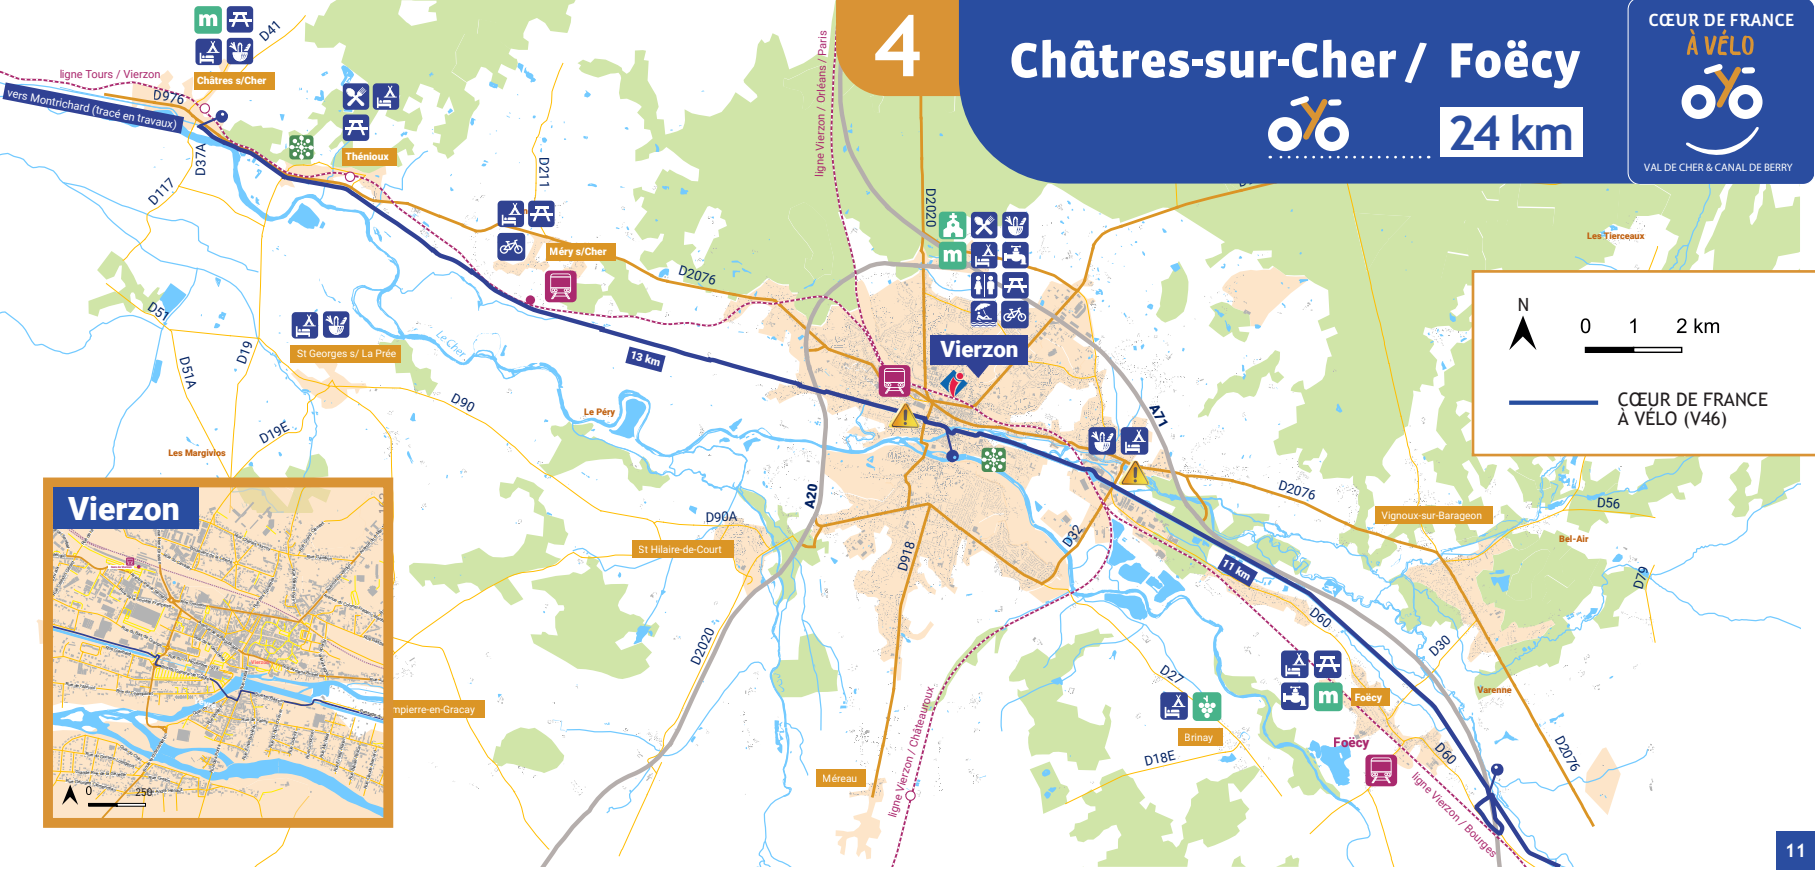 4
Châtres-sur-Cher / Foëcy
24 km
CŒUR DE FRANCE
À VÉLO
VAL DE CHER & CANAL DE BERRY
m
D41
ligne Tours / Vierzon
Châtres s/Cher
D976
vers Montrichard (tracé en travaux)
D37A
D117
Thénioux
D211
Méry s/Cher
D2076
ligne Vierzon / Orléans / Paris
D2020
m
Vierzon
Les Tierceaux
N
0 1 2 km
CŒUR DE FRANCE
À VÉLO (V46)
D51
D51A
D19
St Georges s/ La Prée
Le Cher
13 km
D90
Le Péry
D19E
Les Margivlos
A71
A20
D90A
St Hilaire-de-Court
D918
D32
D2076
Vignoux-sur-Barageon
D56
Bel-Air
D79
11 km
D60
D30
D2020
D27
Varenne
m
Foëcy
Brinay
Foëcy
D18E
D60
D2076
Méreau
ligne Vierzon / Châteauroux
ligne Vierzon / Bourges
Vierzon
mpierre-en-Gracay
0 250
11